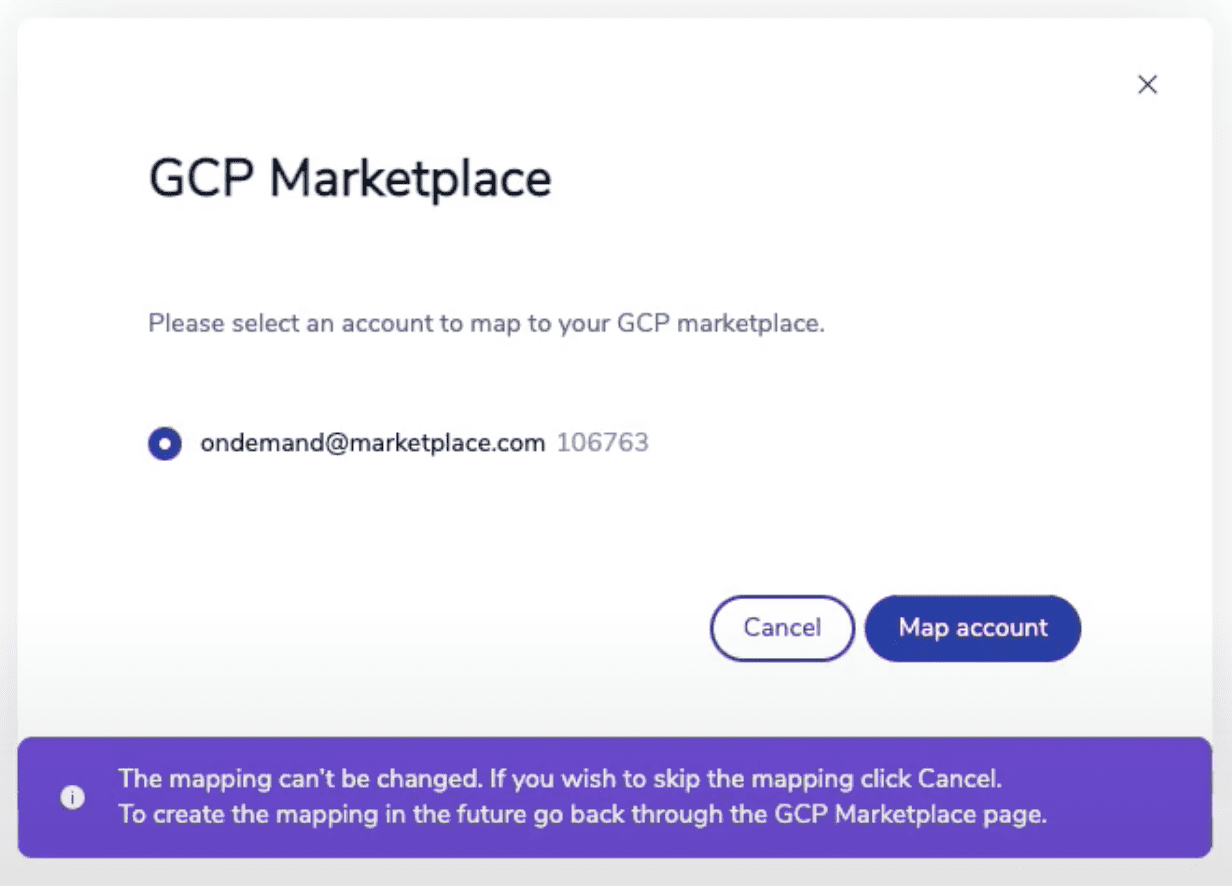 GCP Marketplace
Please select an account to map to your GCP marketplace.
ondemand@marketplace.com 106763
Cancel
Map account
The mapping can't be changed. If you wish to skip the mapping click Cancel.
To create the mapping in the future go back through the GCP Marketplace page.